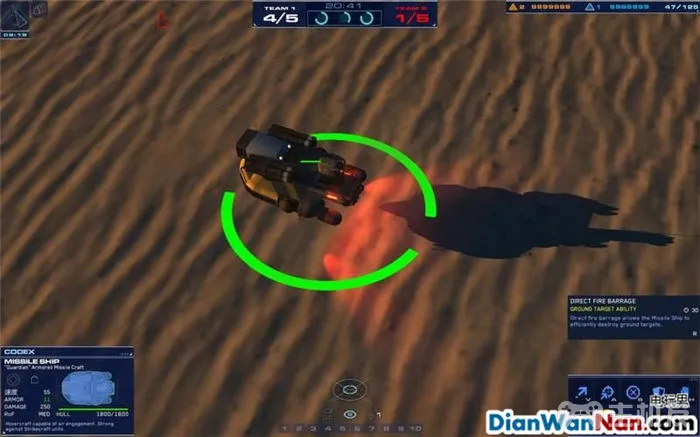 TEAM 1
4/5
20:41
TEAM 2
1/5
2 9999999
1 9999999
47/125
09:18
DIRECT FIRE BARRAGE
GROUND TARGET ABILITY
30
Direct fire barrage allows the Missile Ship to
efficiently destroy ground targets.
R
CODEX
MISSILE SHIP
"Guardian" Armored Missile Craft
速度 55
ARMOR 11
DAMAGE 250
RoF MED
1800/1800
Hovercraft capable of air engagement. Strong
against Strikecraft units.
1
1 2 3 4 5 6 7 8 9 10
电玩男
DianWanNan.com